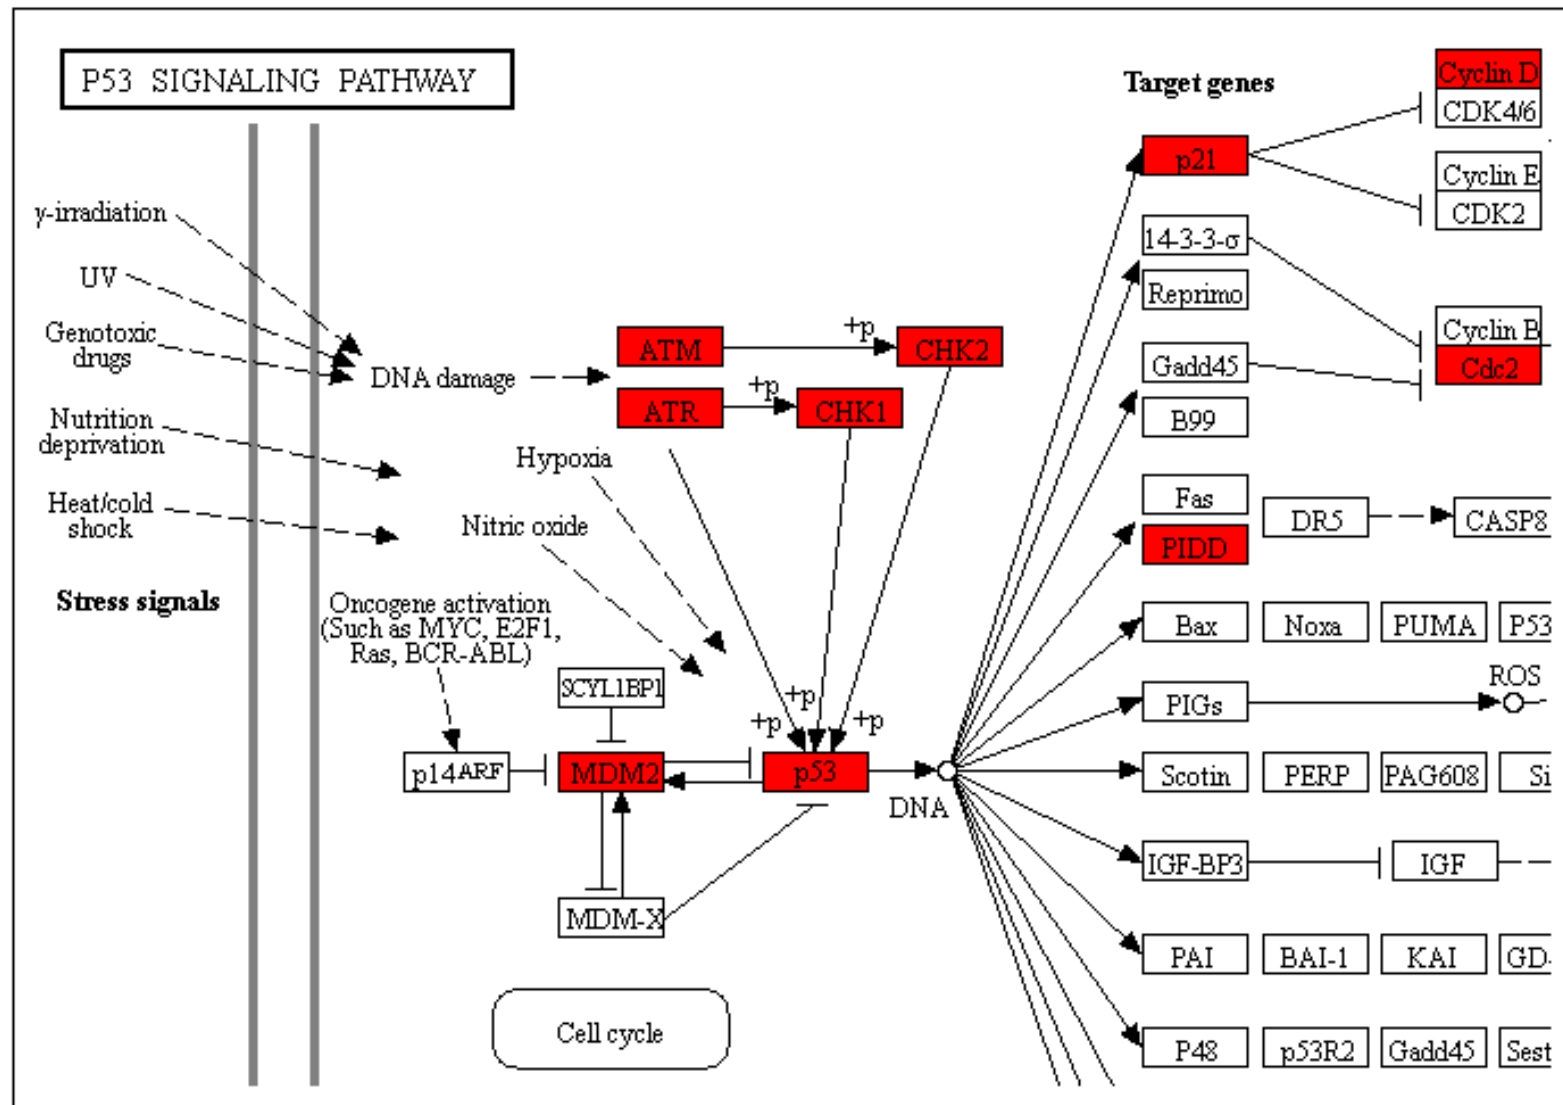 P53 SIGNALING PATHWAY
Target genes
Cyclin D
CDK4/6
p21
Cyclin E
CDK2
γ-irradiation
14-3-3-σ
UV
Reprimo
Genotoxic
drugs
+p
ATM
CHK2
Cyclin B
Cdc2
Gadd45
DNA damage
+p
ATR
CHK1
B99
Nutrition
deprivation
Hypoxia
Heat/cold
shock
Nitric oxide
Fas
PIDD
DR5
CASP8
Stress signals
Oncogene activation
(Such as MYC, E2F1,
Ras, BCR-ABL)
Bax
Noxa
PUMA
P53
SCYL1BP1
ROS
PIGs
+p
+p
+p
p14ARF
MDM2
p53
DNA
Scotin
PERP
PAG608
Si
IGF-BP3
IGF
MDM-X
PAI
BAI-1
KAI
GD-
Cell cycle
P48
p53R2
Gadd45
Sest